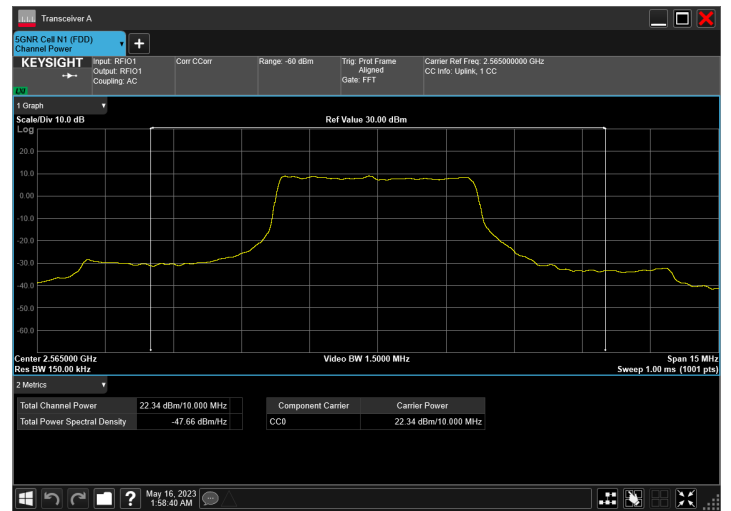 Transceiver A
5GNR Cell N1 (FDD)
Channel Power
KEYSIGHT
LXI
Input: RFIO1
Output: RFIO1
Coupling: AC
Corr CCorr
Range: -60 dBm
Trig: Prot Frame
Aligned
Gate: FFT
Carrier Ref Freq: 2.565000000 GHz
CC Info: Uplink, 1 CC
1 Graph
Scale/Div 10.0 dB
Ref Value 30.00 dBm
Log
20.0
10.0
0.00
-10.0
-20.0
-30.0
-40.0
-50.0
-60.0
Center 2.565000 GHz
Video BW 1.5000 MHz
Span 15 MHz
Res BW 150.00 kHz
Sweep 1.00 ms (1001 pts)
2 Metrics
Total Channel Power 22.34 dBm/10.000 MHz
Total Power Spectral Density -47.66 dBm/Hz
Component Carrier Carrier Power
CC0 22.34 dBm/10.000 MHz
?
May 16, 2023
1:58:40 AM